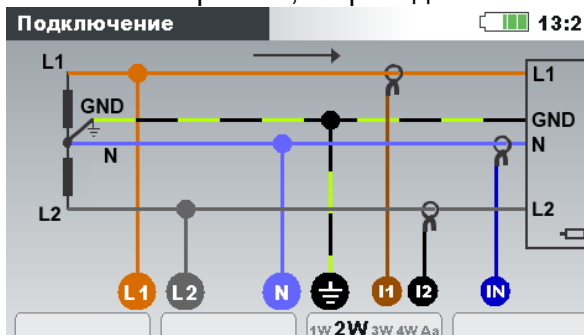 Подключение 13:2
L1 L1
GND GND
N N
L2 L2
L1 L2 N I1 I2 IN
1W 2W 3W 4W Aa